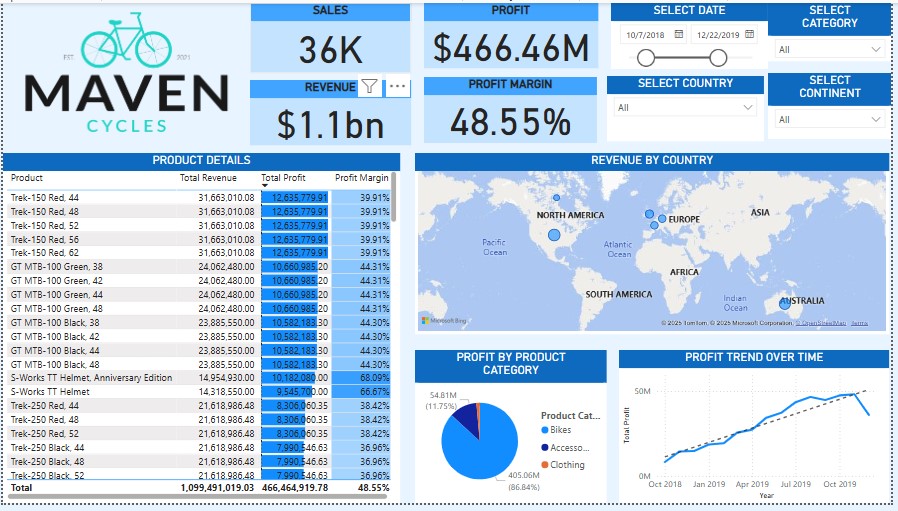 EST.
2021
MAVEN
CYCLES
SALES
36K
REVENUE
$1.1bn
PROFIT
$466.46M
PROFIT MARGIN
48.55%
SELECT DATE
10/7/2018
12/22/2019
SELECT COUNTRY
All
SELECT
CATEGORY
All
SELECT
CONTINENT
All
PRODUCT DETAILS
Product Total Revenue Total Profit Profit Margin
Trek-150 Red, 44 31,663,010.08 12,635,779.91 39.91%
Trek-150 Red, 48 31,663,010.08 12,635,779.91 39.91%
Trek-150 Red, 52 31,663,010.08 12,635,779.91 39.91%
Trek-150 Red, 56 31,663,010.08 12,635,779.91 39.91%
Trek-150 Red, 62 31,663,010.08 12,635,779.91 39.91%
GT MTB-100 Green, 38 24,062,480.00 10,660,985.20 44.31%
GT MTB-100 Green, 42 24,062,480.00 10,660,985.20 44.31%
GT MTB-100 Green, 44 24,062,480.00 10,660,985.20 44.31%
GT MTB-100 Green, 48 24,062,480.00 10,660,985.20 44.31%
GT MTB-100 Black, 38 23,885,550.00 10,582,183.30 44.30%
GT MTB-100 Black, 42 23,885,550.00 10,582,183.30 44.30%
GT MTB-100 Black, 44 23,885,550.00 10,582,183.30 44.30%
GT MTB-100 Black, 48 23,885,550.00 10,582,183.30 44.30%
S-Works TT Helmet, Anniversary Edition 14,954,930.00 10,182,080.00 68.09%
S-Works TT Helmet 14,318,550.00 9,545,700.00 66.67%
Trek-250 Red, 44 21,618,986.48 8,306,060.35 38.42%
Trek-250 Red, 48 21,618,986.48 8,306,060.35 38.42%
Trek-250 Red, 52 21,618,986.48 8,306,060.35 38.42%
Trek-250 Black, 44 21,618,986.48 7,990,546.63 36.96%
Trek-250 Black, 48 21,618,986.48 7,990,546.63 36.96%
Trek-250 Black, 52 21,618,986.48 7,990,546.63 36.96%
Total 1,099,491,019.03 466,464,919.78 48.55%
REVENUE BY COUNTRY
NORTH AMERICA
EUROPE
ASIA
Pacific
Ocean
Atlantic
Ocean
AFRICA
SOUTH AMERICA
Indian
Ocean
AUSTRALIA
Microsoft Bing
© 2025 TomTom, © 2025 Microsoft Corporation, © OpenStreetMap Terms
PROFIT BY PRODUCT
CATEGORY
54.81M
(11.75%)
405.06M
(86.84%)
Product Cat...
Bikes
Accesso...
Clothing
PROFIT TREND OVER TIME
Total Profit
50M
0M
Oct 2018 Jan 2019 Apr 2019 Jul 2019 Oct 2019
Year